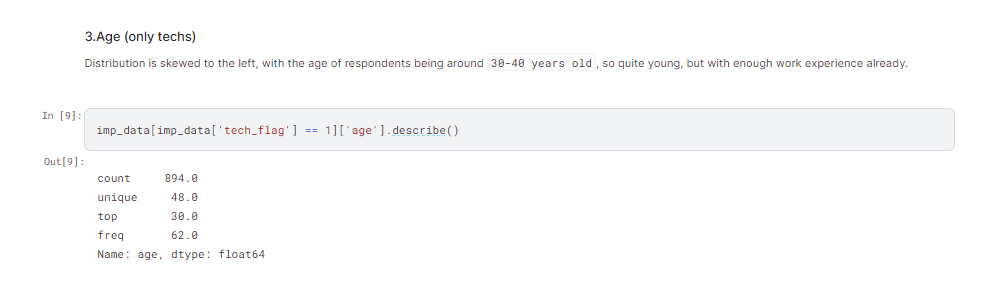 3.Age (only techs)
Distribution is skewed to the left, with the age of respondents being around 30-40 years old , so quite young, but with enough work experience already.
In [9]:
imp_data[imp_data['tech_flag'] == 1]['age'].describe()
Out[9]:
count     894.0
unique     48.0
top        30.0
freq       62.0
Name: age, dtype: float64